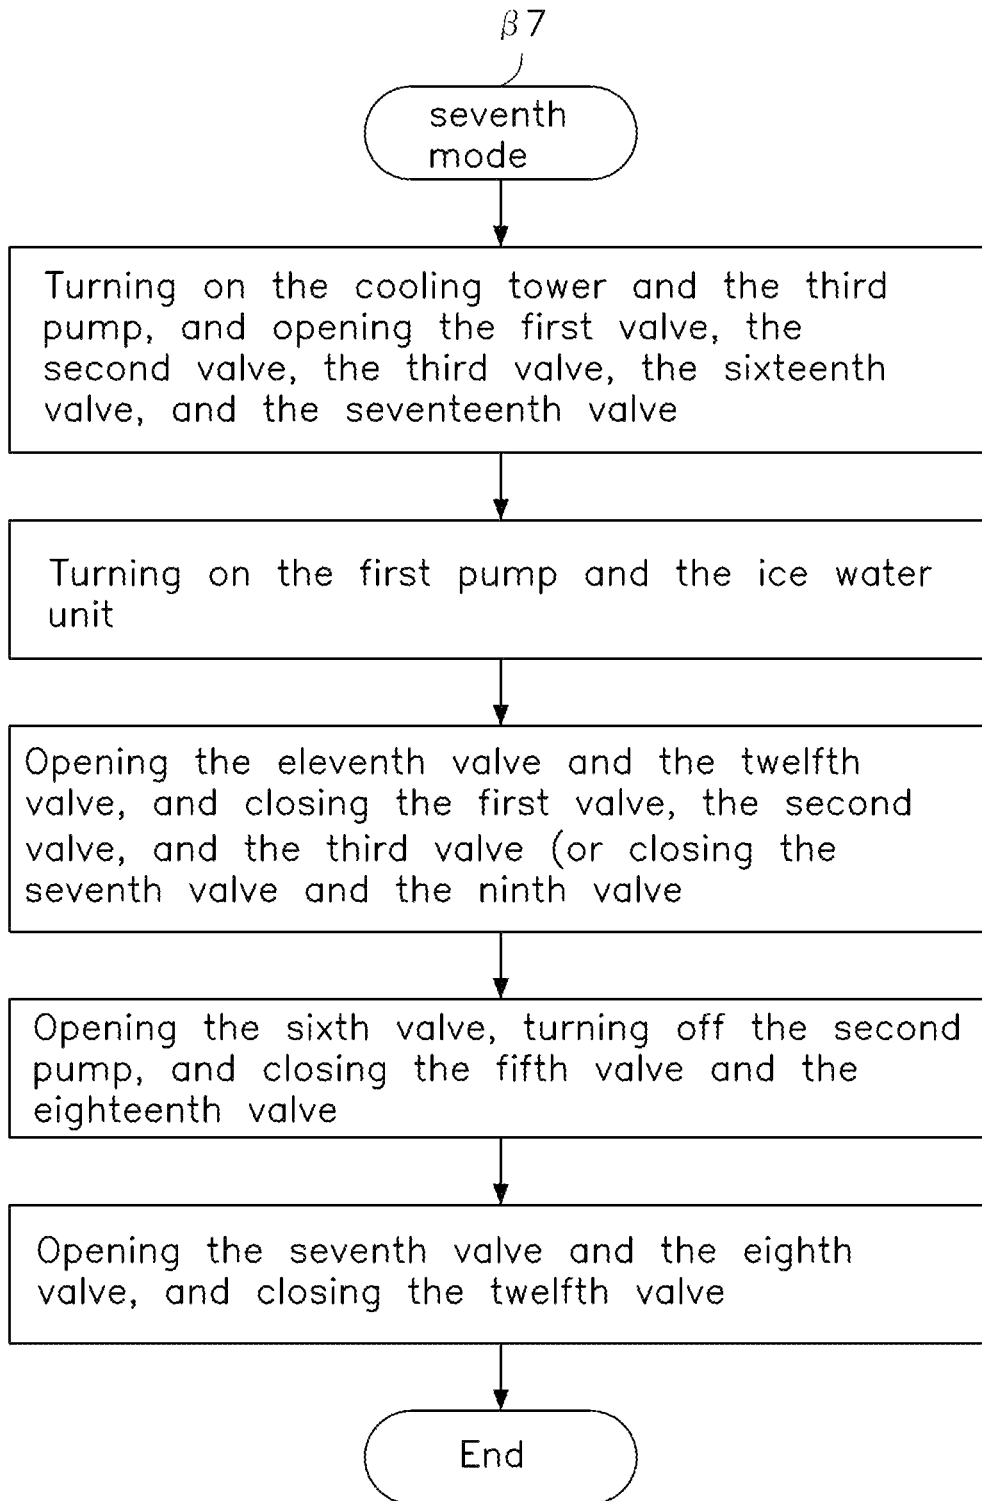 β7
seventh
mode
Turning on the cooling tower and the third
pump, and opening the first valve, the
second valve, the third valve, the sixteenth
valve, and the seventeenth valve
Turning on the first pump and the ice water
unit
Opening the eleventh valve and the twelfth
valve, and closing the first valve, the second
valve, and the third valve (or closing the
seventh valve and the ninth valve
Opening the sixth valve, turning off the second
pump, and closing the fifth valve and the
eighteenth valve
Opening the seventh valve and the eighth
valve, and closing the twelfth valve
End